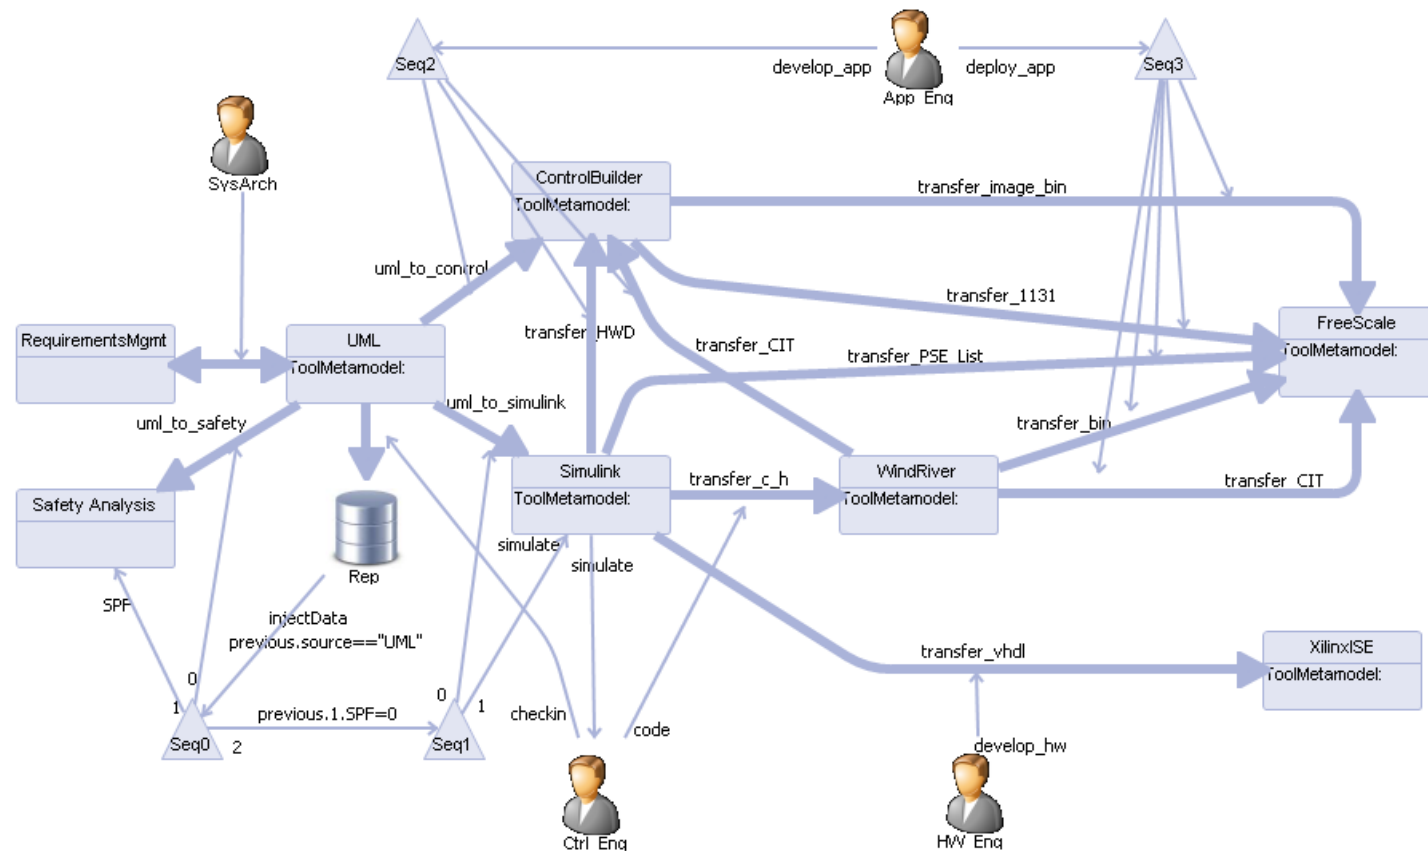 Seq2
develop_app
deploy_app
Seq3
App_Eng
SysArch
ControlBuilder
ToolMetamodel:
transfer_image_bin
uml_to_control
transfer_1131
transfer_HWD
transfer_CIT
transfer_PSE_List
RequirementsMgmt
UML
ToolMetamodel:
FreeScale
ToolMetamodel:
uml_to_simulink
uml_to_safety
transfer_bin
Simulink
ToolMetamodel:
transfer_c_h
WindRiver
ToolMetamodel:
transfer_CIT
Safety Analysis
simulate
simulate
Rep
SPF
injectData
previous.source=="UML"
transfer_vhdl
XilinxISE
ToolMetamodel:
0
1
0
1
previous.1.SPF=0
checkin
code
Seq0
2
Seq1
develop_hw
Ctrl_Eng
HW_Eng